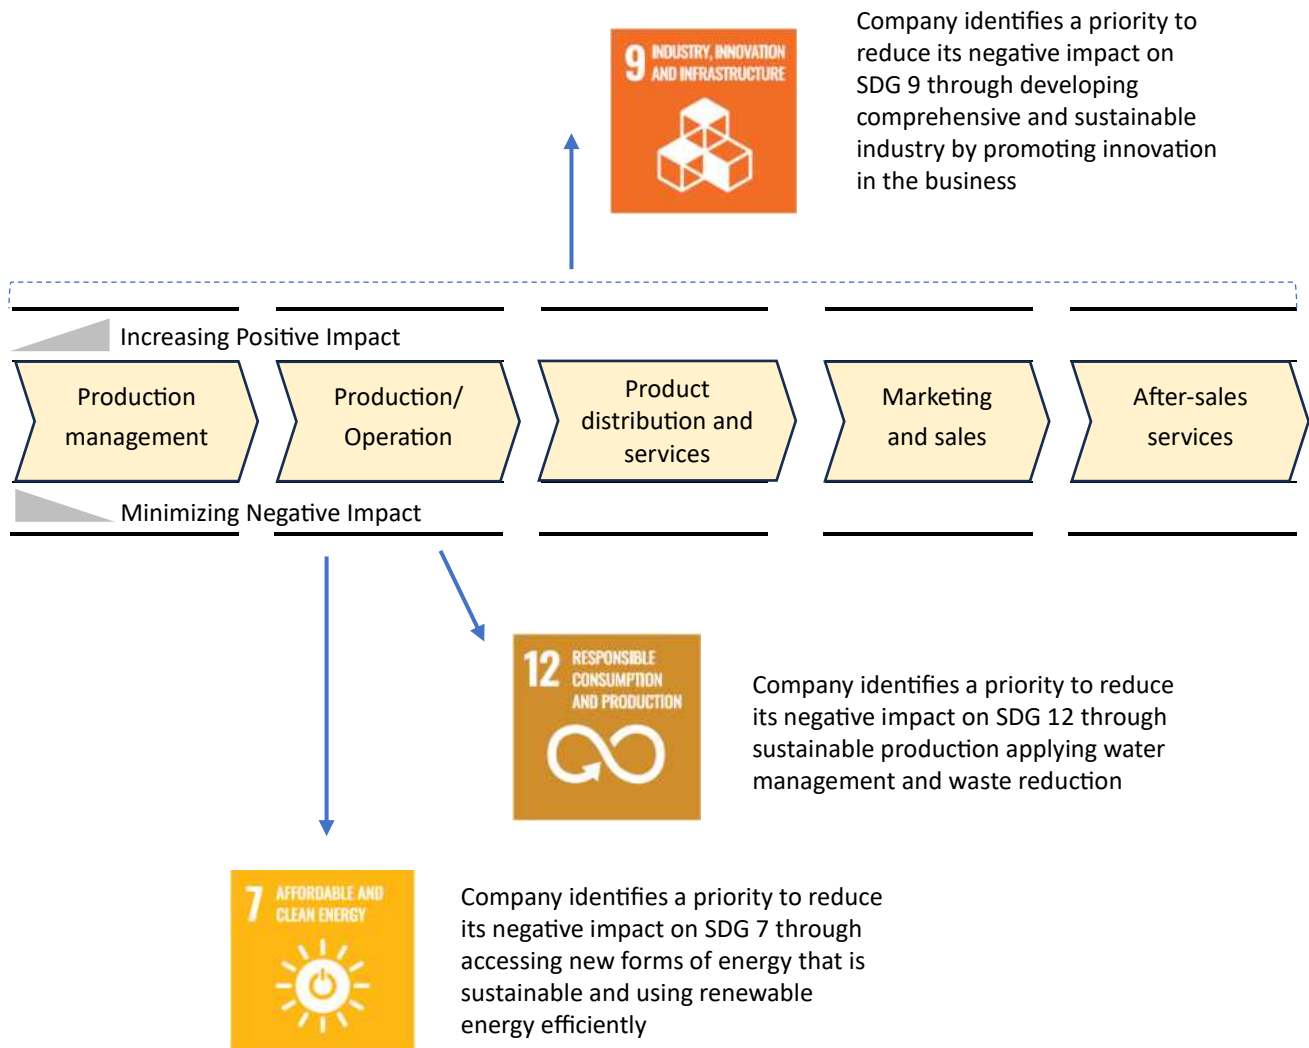 9 INDUSTRY, INNOVATION
AND INFRASTRUCTURE
Company identifies a priority to
reduce its negative impact on
SDG 9 through developing
comprehensive and sustainable
industry by promoting innovation
in the business
Increasing Positive Impact
Production
management
Production/
Operation
Product
distribution and
services
Marketing
and sales
After-sales
services
Minimizing Negative Impact
12 RESPONSIBLE
CONSUMPTION
AND PRODUCTION
Company identifies a priority to reduce
its negative impact on SDG 12 through
sustainable production applying water
management and waste reduction
7 AFFORDABLE AND
CLEAN ENERGY
Company identifies a priority to reduce
its negative impact on SDG 7 through
accessing new forms of energy that is
sustainable and using renewable
energy efficiently